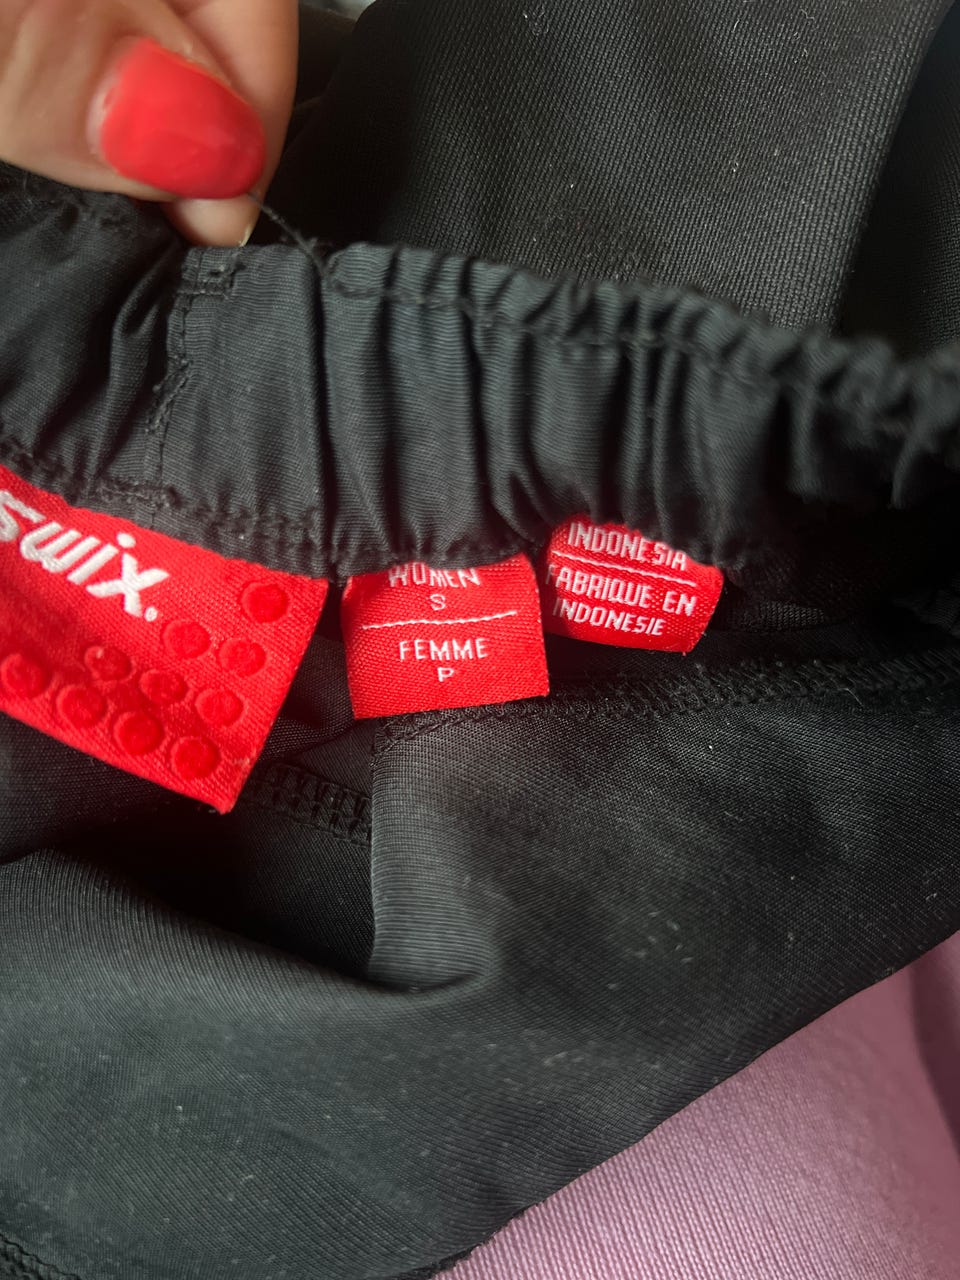 swix.
WOMEN
S
FEMME
P
INDONESIA
FABRIQUE EN
INDONESIE